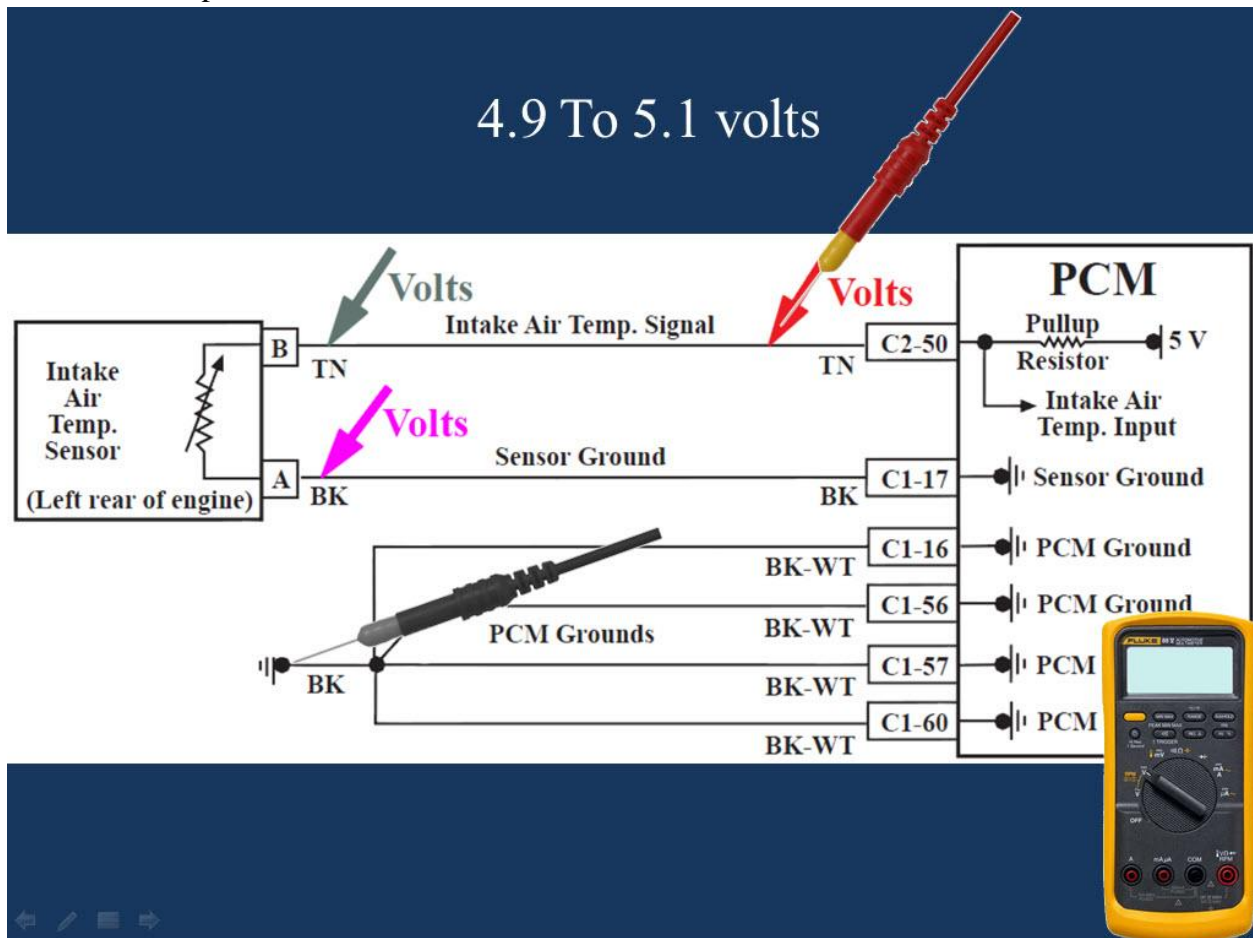 4.9 To 5.1 volts
Volts
Volts
PCM
Intake Air Temp. Signal
Pullup
B
C2-50
5 V
Resistor
TN
TN
Intake
Air
Temp.
Sensor
Intake Air
Temp. Input
Volts
Sensor Ground
A
C1-17
Sensor Ground
(Left rear of engine)
BK
BK
C1-16
PCM Ground
BK-WT
C1-56
PCM Ground
PCM Grounds
BK-WT
C1-57
PCM
BK
BK-WT
C1-60
PCM
BK-WT
FLUKE
OFF
A
mA µA
COM
RPM